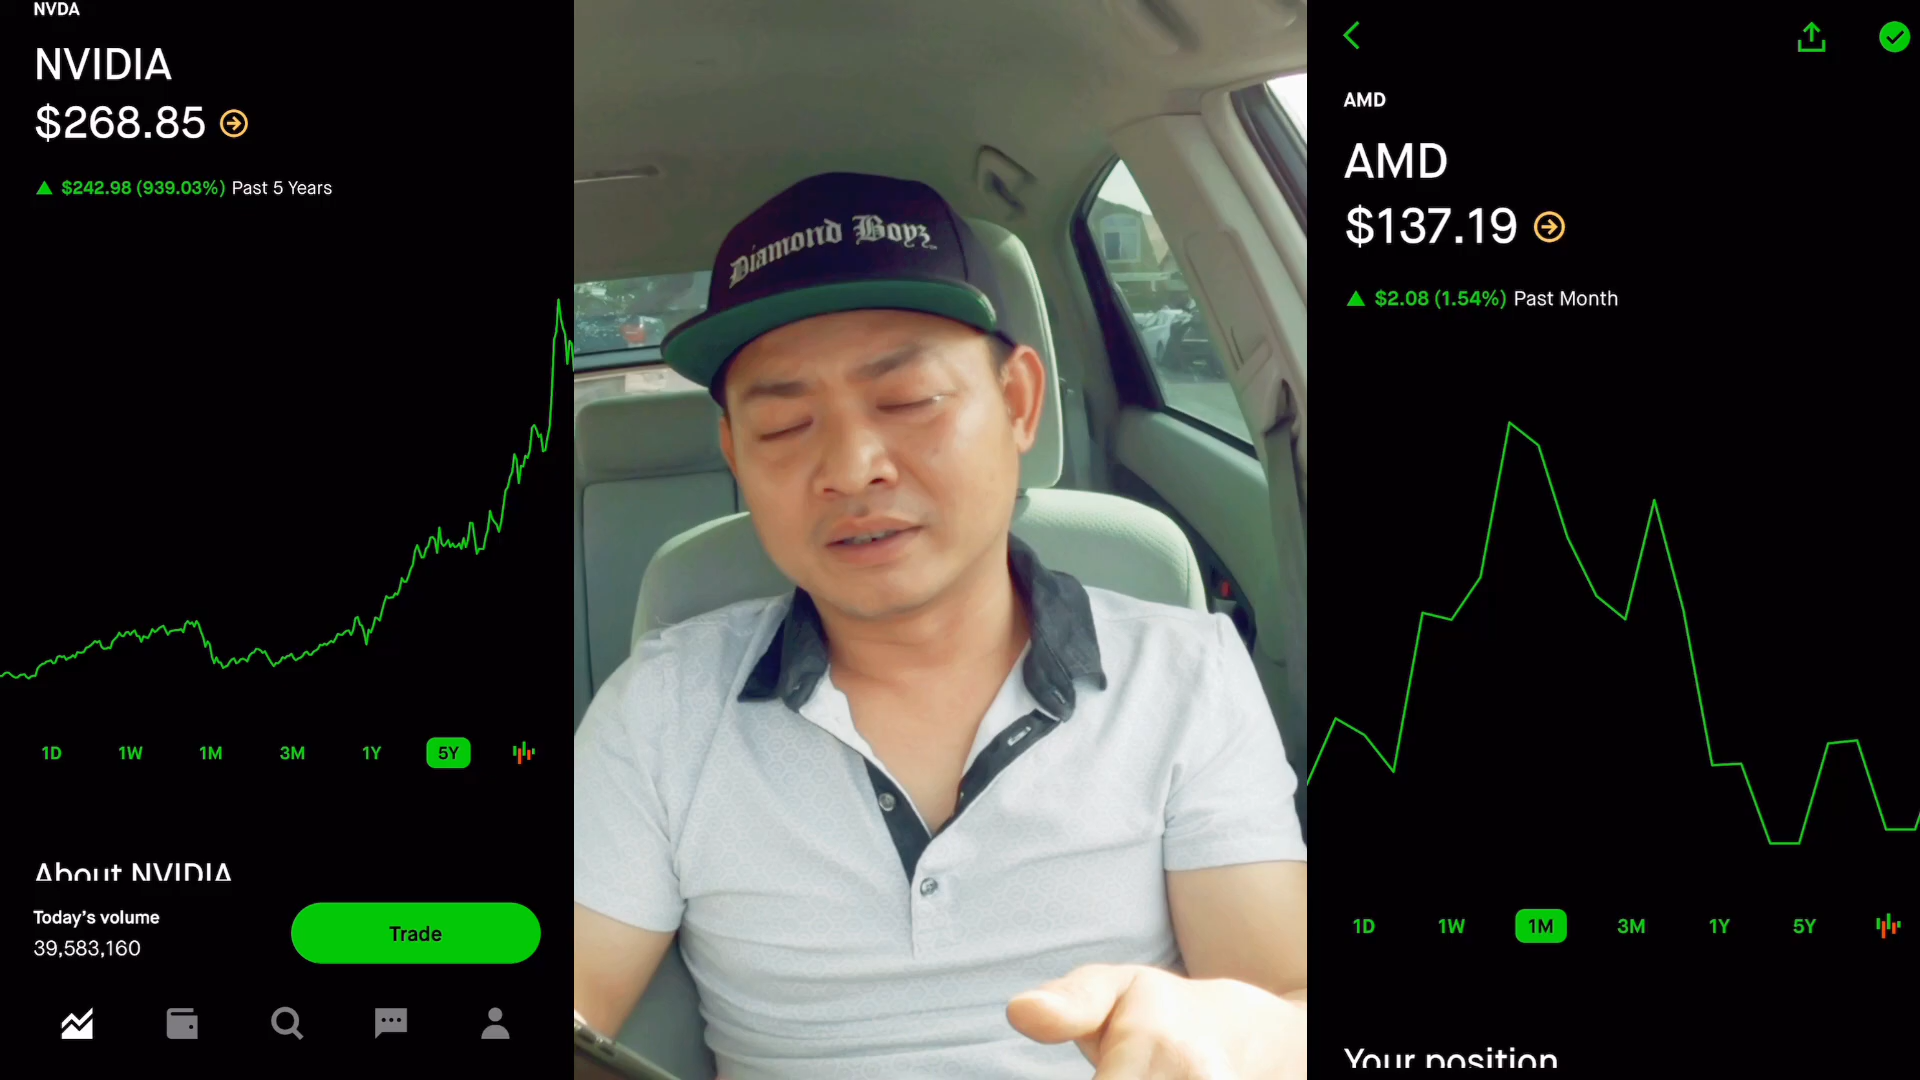 NVDA
NVIDIA
$268.85
$242.98 (939.03%) Past 5 Years
1D 1W 1M 3M 1Y 5Y
About NVIDIA
Today's volume
39,583,160
Trade
Diamond Boyz
AMD
AMD
$137.19
$2.08 (1.54%) Past Month
1D 1W 1M 3M 1Y 5Y
Your position